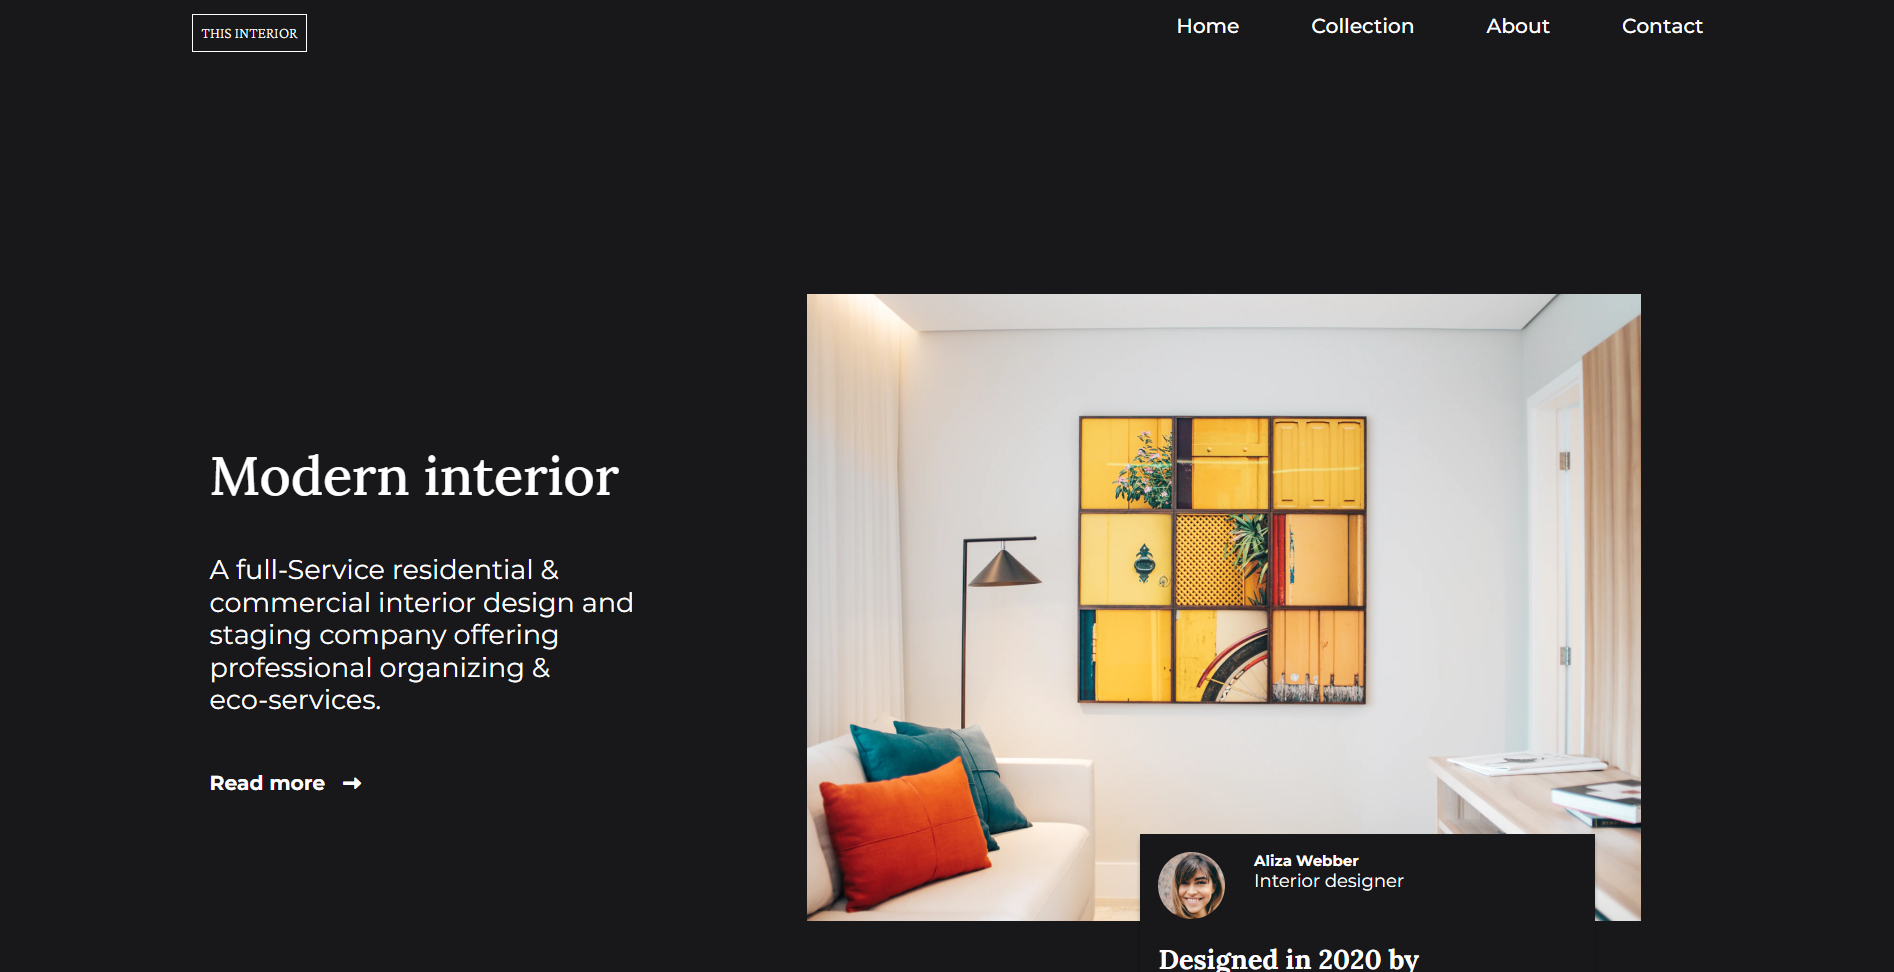 THIS INTERIOR
Home
Collection
About
Contact
Modern interior
A full-Service residential &
commercial interior design and
staging company offering
professional organizing &
eco-services.
Read more
Aliza Webber
Interior designer
Designed in 2020 by